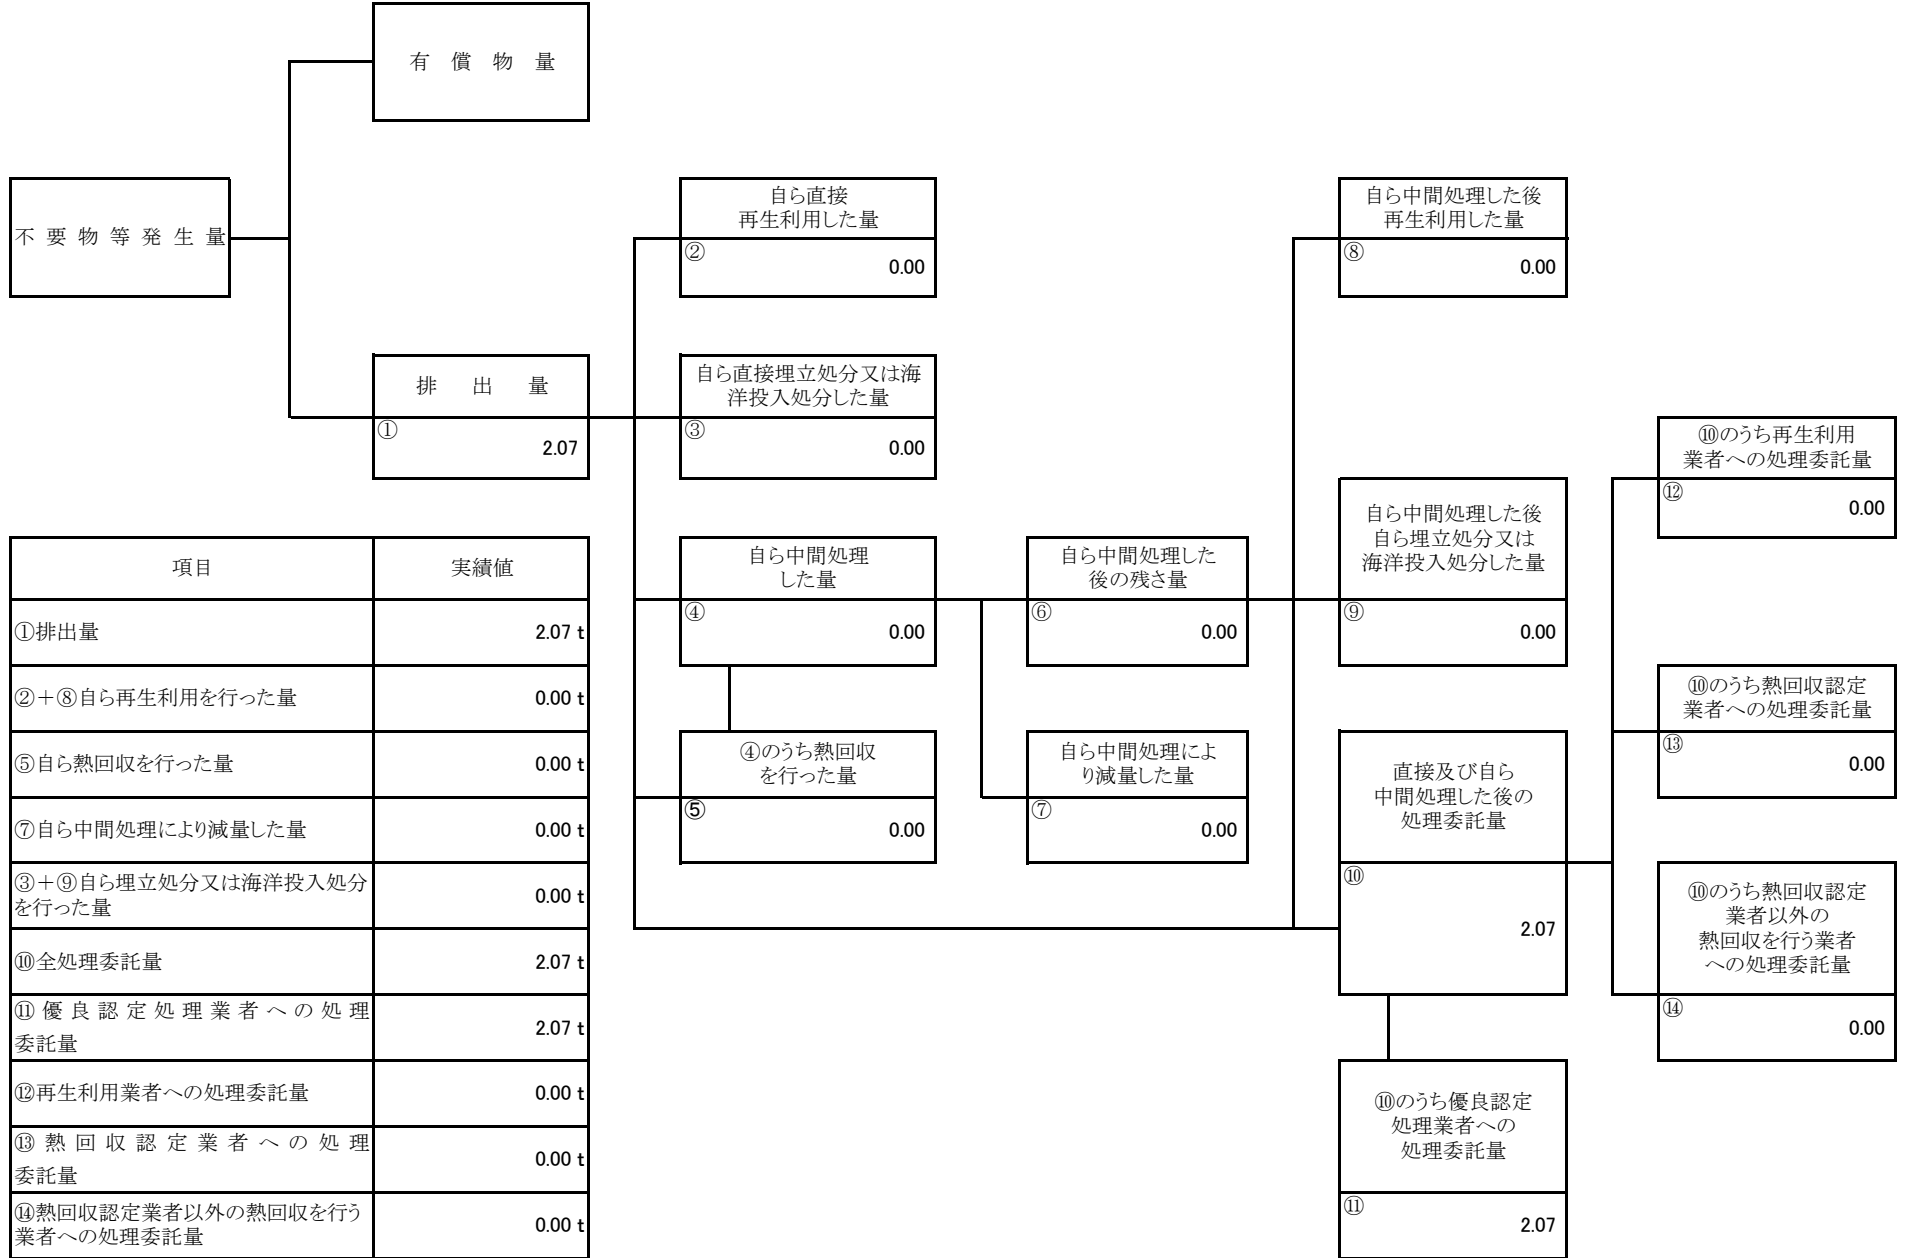 有 償 物 量
不 要 物 等 発 生 量
自ら直接
再生利用した量
②
0.00
自ら中間処理した後
再生利用した量
⑧
0.00
排 出 量
①
2.07
自ら直接埋立処分又は海
洋投入処分した量
③
0.00
⑩のうち再生利用
業者への処理委託量
⑫
0.00
自ら中間処理した後
自ら埋立処分又は
海洋投入処分した量
⑨
0.00
自ら中間処理
した量
④
0.00
自ら中間処理した
後の残さ量
⑥
0.00
④のうち熱回収
を行った量
⑤
0.00
自ら中間処理によ
り減量した量
⑦
0.00
直接及び自ら
中間処理した後の
処理委託量
⑩
2.07
⑩のうち熱回収認定
業者への処理委託量
⑬
0.00
⑩のうち熱回収認定
業者以外の
熱回収を行う業者
への処理委託量
⑭
0.00
⑩のうち優良認定
処理業者への
処理委託量
⑪
2.07
項目 実績値
①排出量 2.07 t
②+⑧自ら再生利用を行った量 0.00 t
⑤自ら熱回収を行った量 0.00 t
⑦自ら中間処理により減量した量 0.00 t
③+⑨自ら埋立処分又は海洋投入処分
を行った量 0.00 t
⑩全処理委託量 2.07 t
⑪優良認定処理業者への処理
委託量 2.07 t
⑫再生利用業者への処理委託量 0.00 t
⑬熱回収認定業者への処理
委託量 0.00 t
⑭熱回収認定業者以外の熱回収を行う
業者への処理委託量 0.00 t